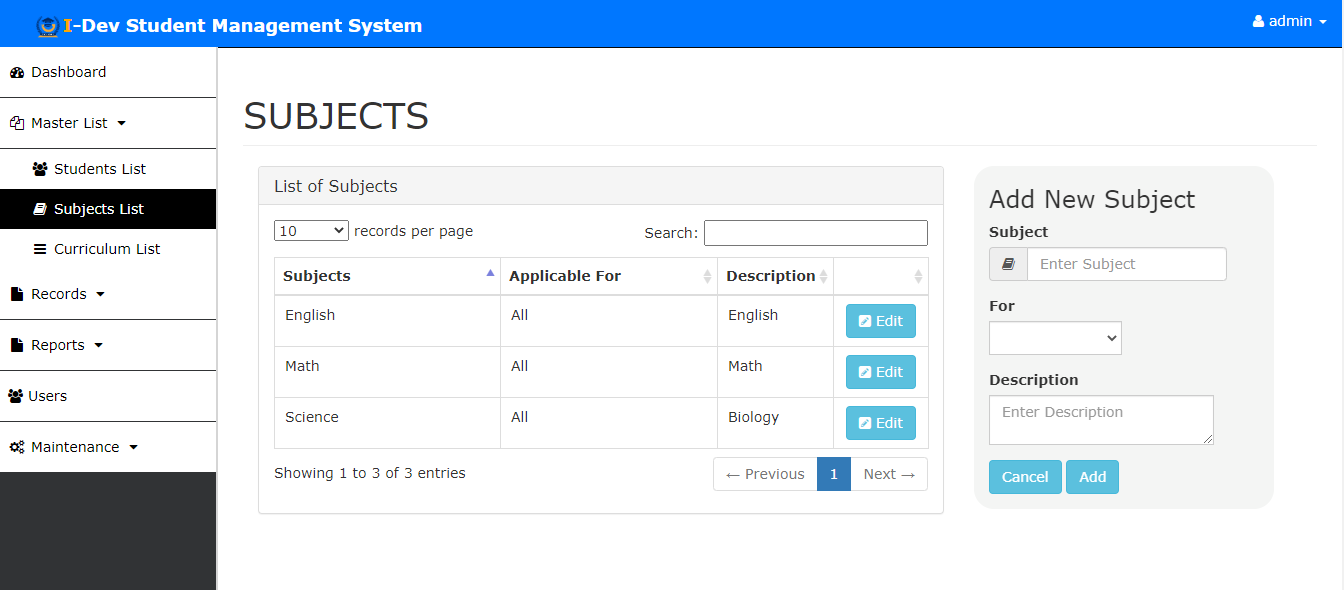 I-Dev Student Management System
admin
Dashboard
Master List
Students List
Subjects List
Curriculum List
Records
Reports
Users
Maintenance
SUBJECTS
List of Subjects
10 records per page Search:
Subjects Applicable For Description
English All English Edit
Math All Math Edit
Science All Biology Edit
Showing 1 to 3 of 3 entries ← Previous 1 Next →
Add New Subject
Subject
Enter Subject
For
Description
Enter Description
Cancel Add